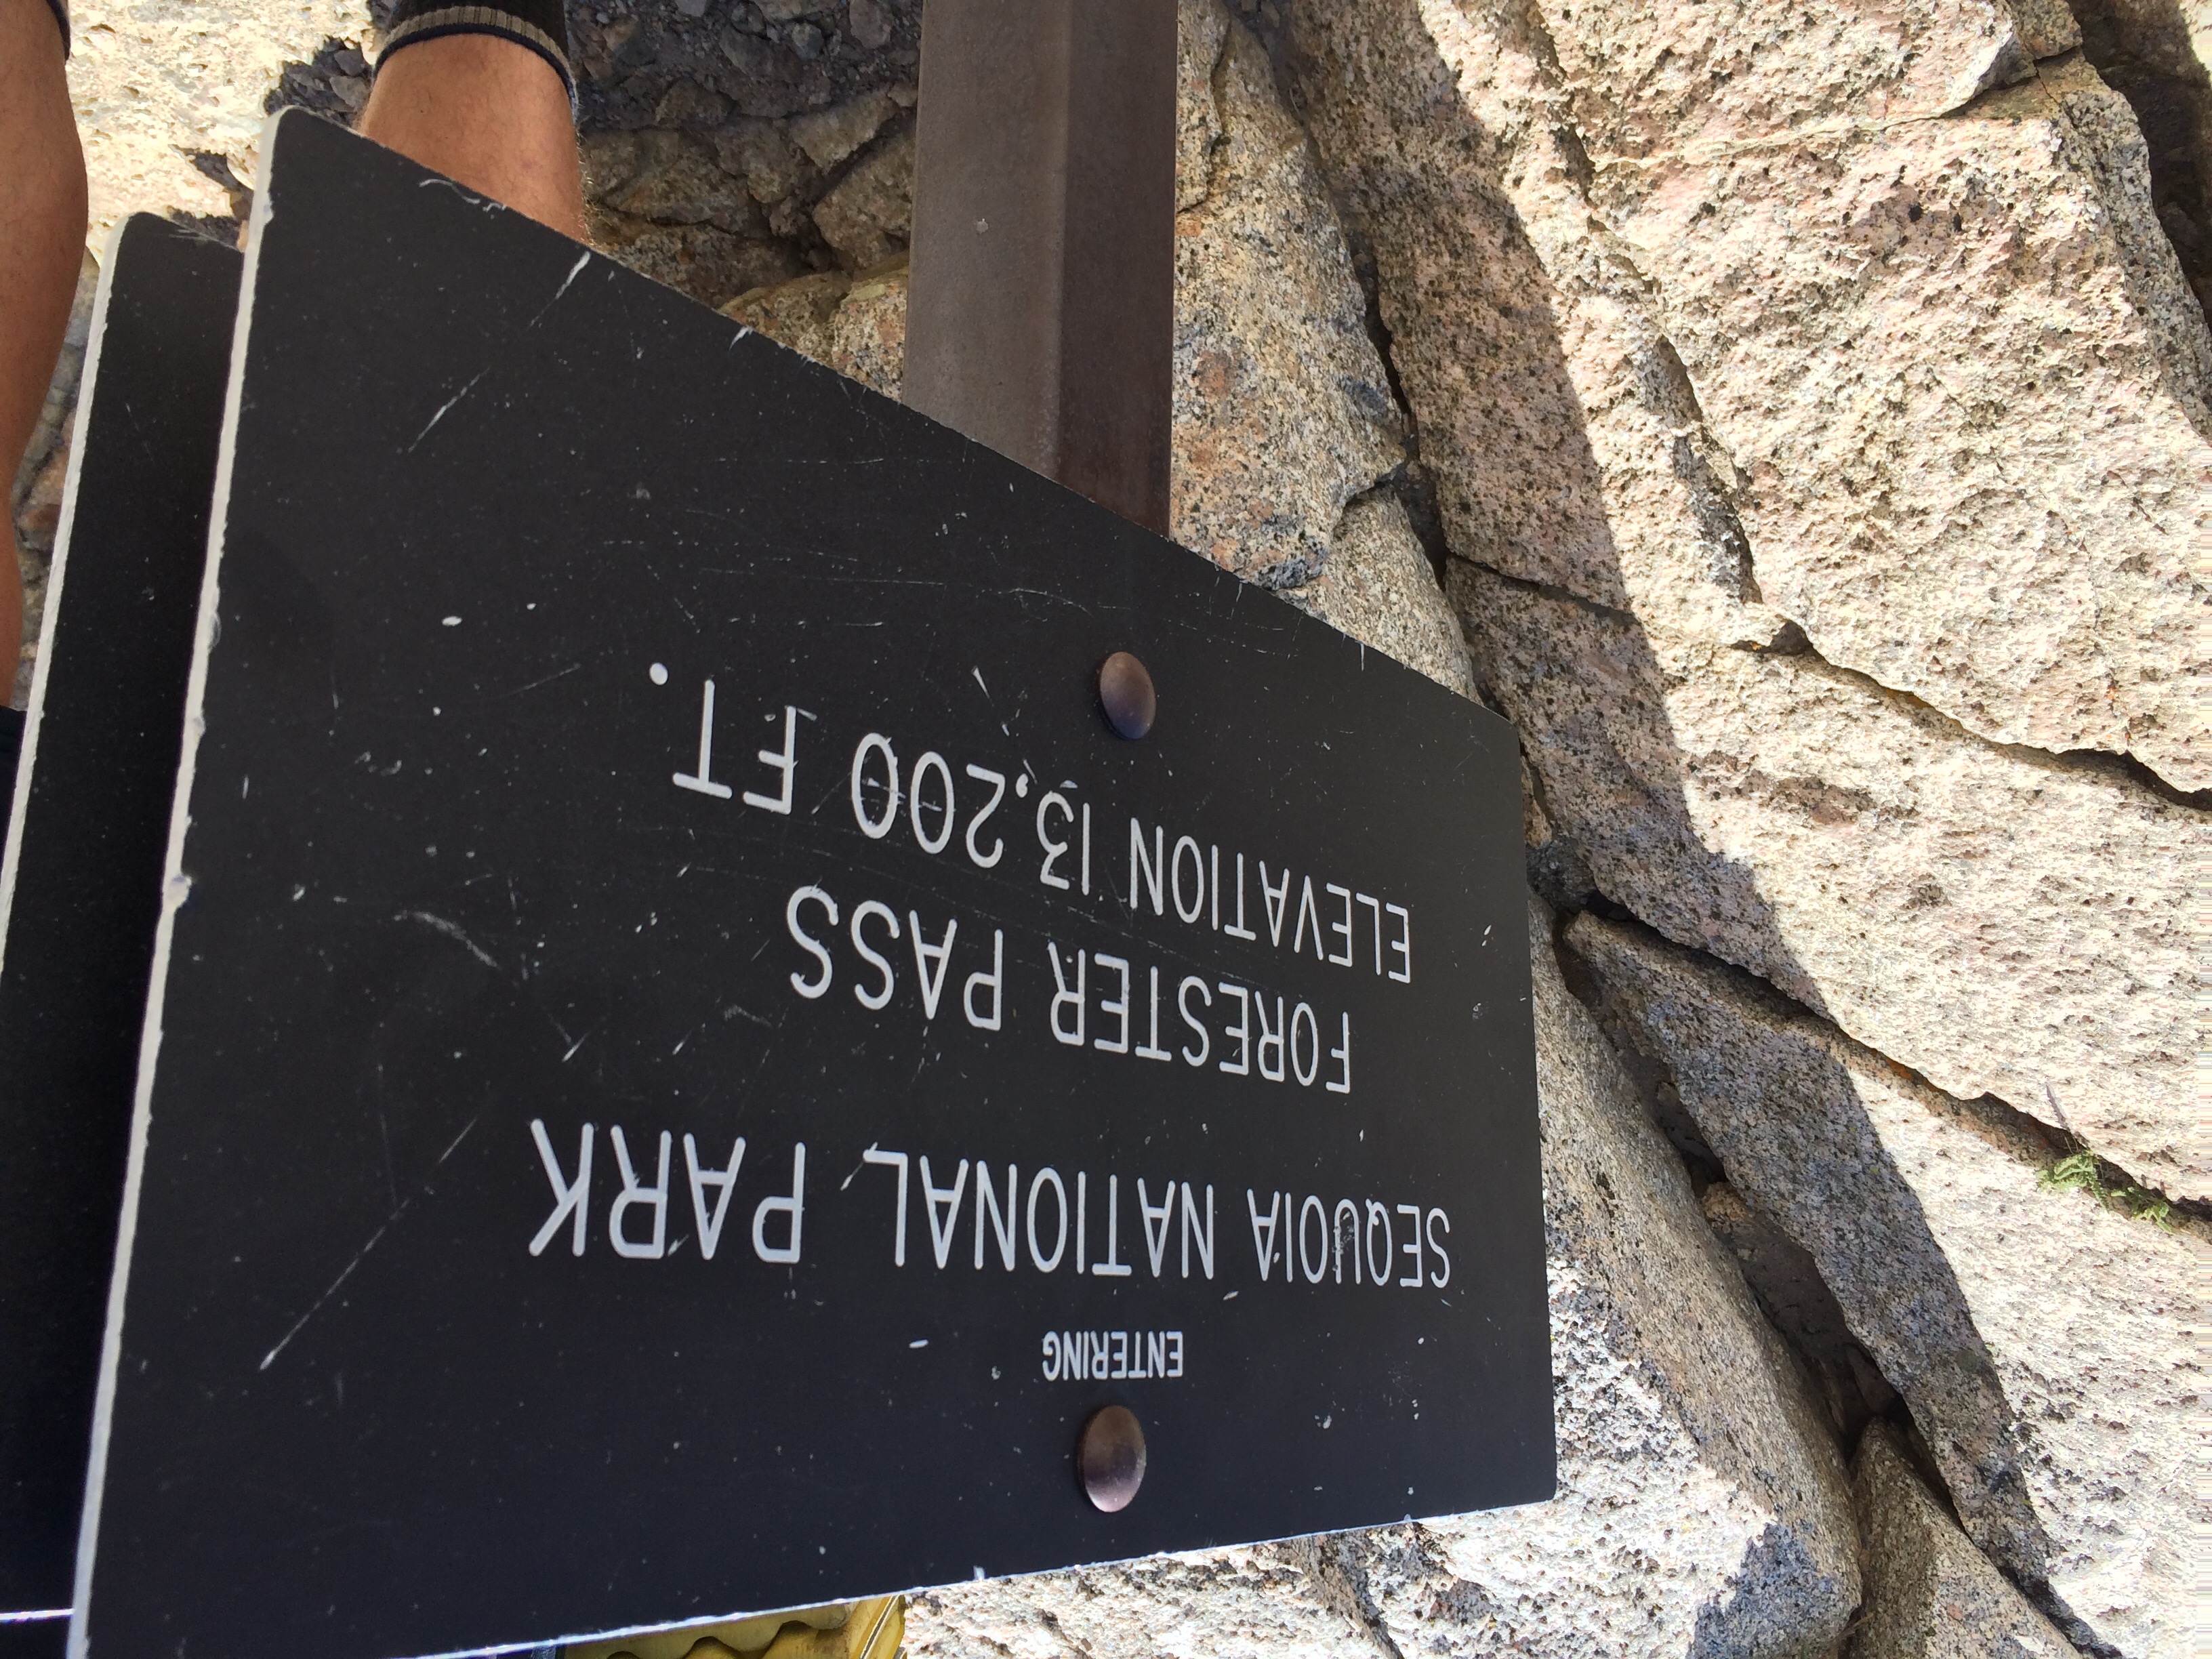 ENTERING
SEQUOIA NATIONAL PARK
FORESTER PASS
ELEVATION 13,200 FT.